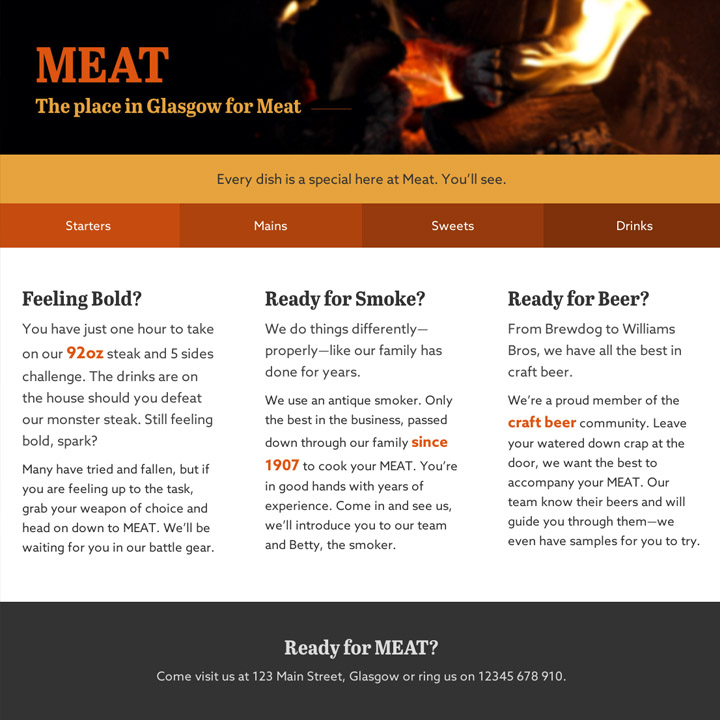 MEAT
The place in Glasgow for Meat
Every dish is a special here at Meat. You’ll see.
Starters
Mains
Sweets
Drinks
Feeling Bold?
You have just one hour to take
on our 92oz steak and 5 sides
challenge. The drinks are on
the house should you defeat
our monster steak. Still feeling
bold, spark?
Many have tried and fallen, but if
you are feeling up to the task,
grab your weapon of choice and
head on down to MEAT. We’ll be
waiting for you in our battle gear.
Ready for Smoke?
We do things differently—
properly—like our family has
done for years.
We use an antique smoker. Only
the best in the business, passed
down through our family since
1907 to cook your MEAT. You’re
in good hands with years of
experience. Come in and see us,
we’ll introduce you to our team
and Betty, the smoker.
Ready for Beer?
From Brewdog to Williams
Bros, we have all the best in
craft beer.
We’re a proud member of the
craft beer community. Leave
your watered down crap at the
door, we want the best to
accompany your MEAT. Our
team know their beers and will
guide you through them—we
even have samples for you to try.
Ready for MEAT?
Come visit us at 123 Main Street, Glasgow or ring us on 12345 678 910.